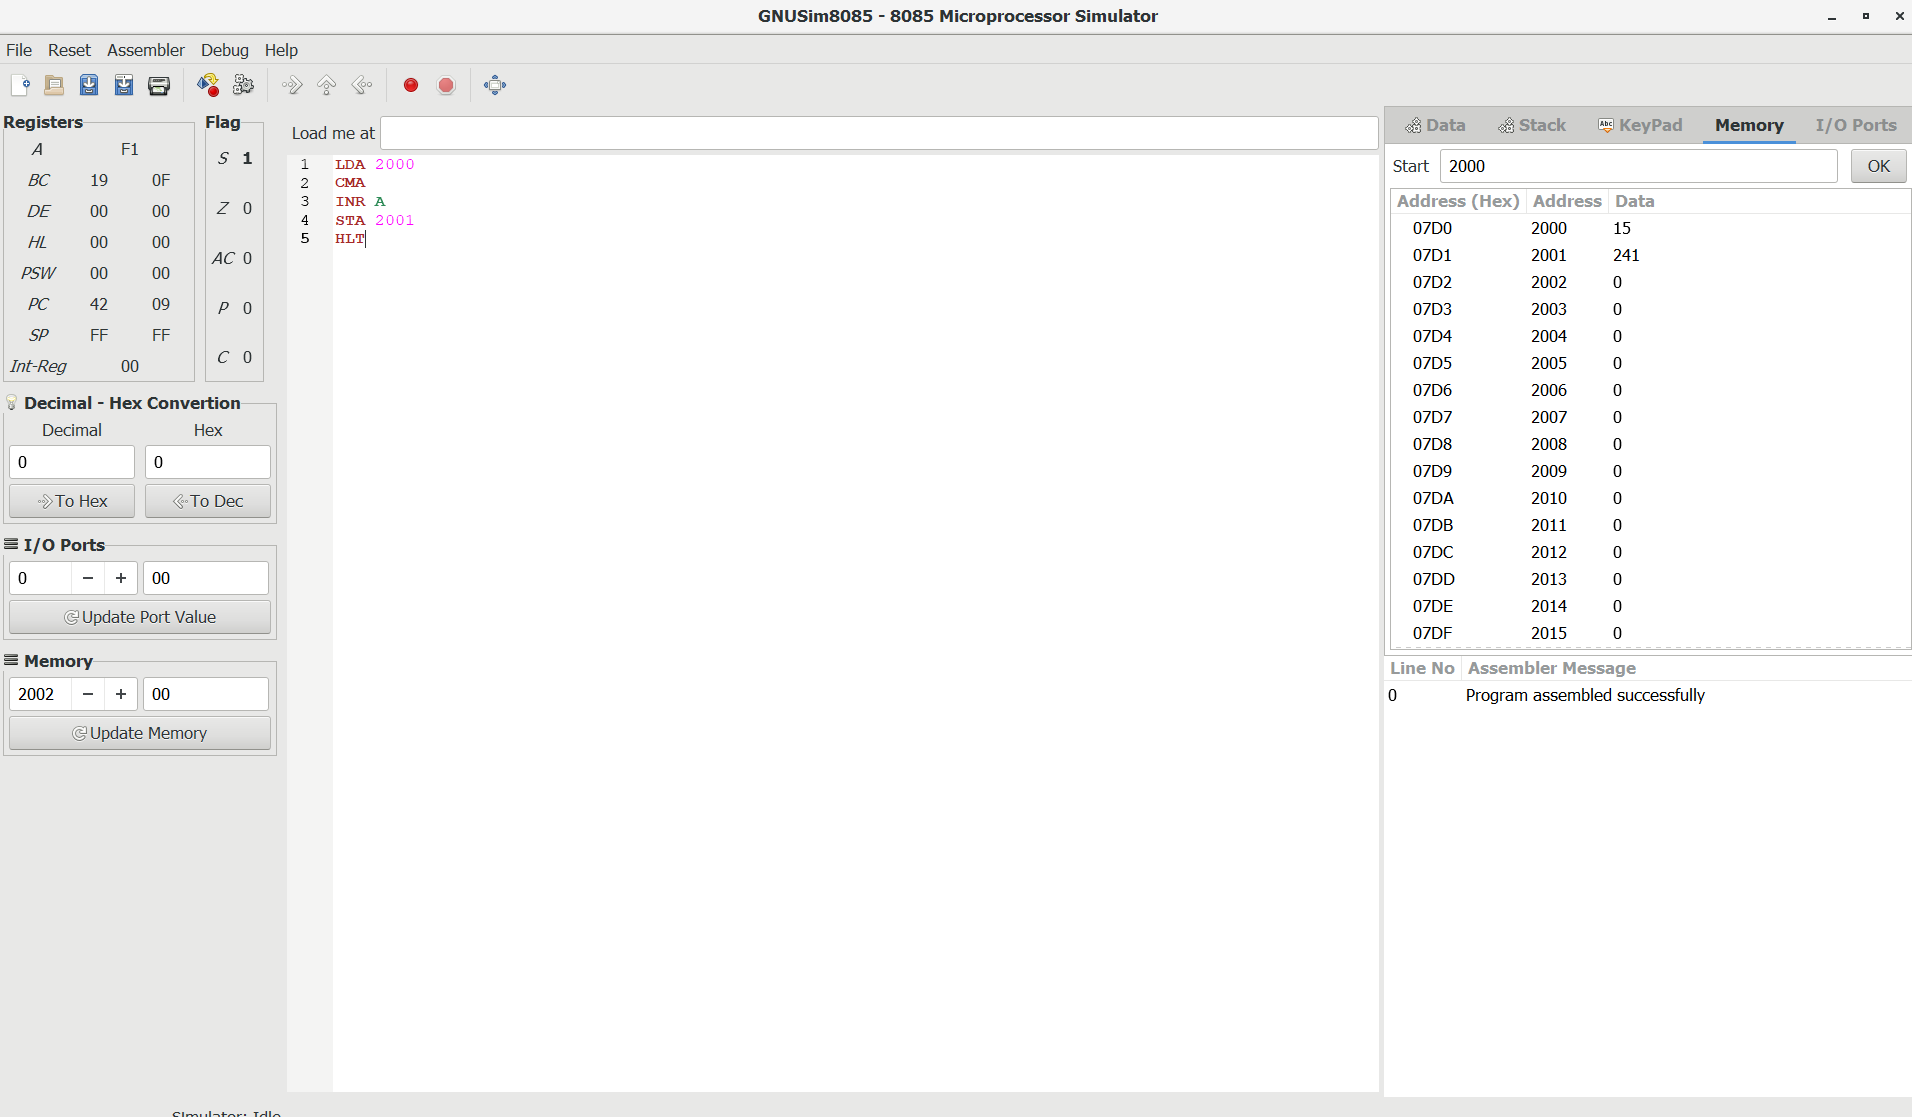 GNUSim8085 - 8085 Microprocessor Simulator
File Reset Assembler Debug Help
Registers
A F1
BC 19 0F
DE 00 00
HL 00 00
PSW 00 00
PC 42 09
SP FF FF
Int-Reg 00
Flag
S 1
Z 0
AC 0
P 0
C 0
Decimal - Hex Convertion
Decimal Hex
0 0
To Hex To Dec
I/O Ports
0 − + 00
Update Port Value
Memory
2002 − + 00
Update Memory
Load me at
1 LDA 2000
2 CMA
3 INR A
4 STA 2001
5 HLT
Data Stack Abc KeyPad Memory I/O Ports
Start 2000 OK
Address (Hex) Address Data
07D0 2000 15
07D1 2001 241
07D2 2002 0
07D3 2003 0
07D4 2004 0
07D5 2005 0
07D6 2006 0
07D7 2007 0
07D8 2008 0
07D9 2009 0
07DA 2010 0
07DB 2011 0
07DC 2012 0
07DD 2013 0
07DE 2014 0
07DF 2015 0
Line No Assembler Message
0 Program assembled successfully
Simulator: Idle